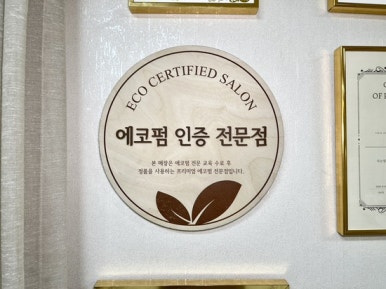 ECO CERTIFIED SALON
에코펌 인증 전문점
본 매장은 에코펌 전문 교육 수료 후
정품을 사용하는 프리미엄 에코펌 전문점입니다.